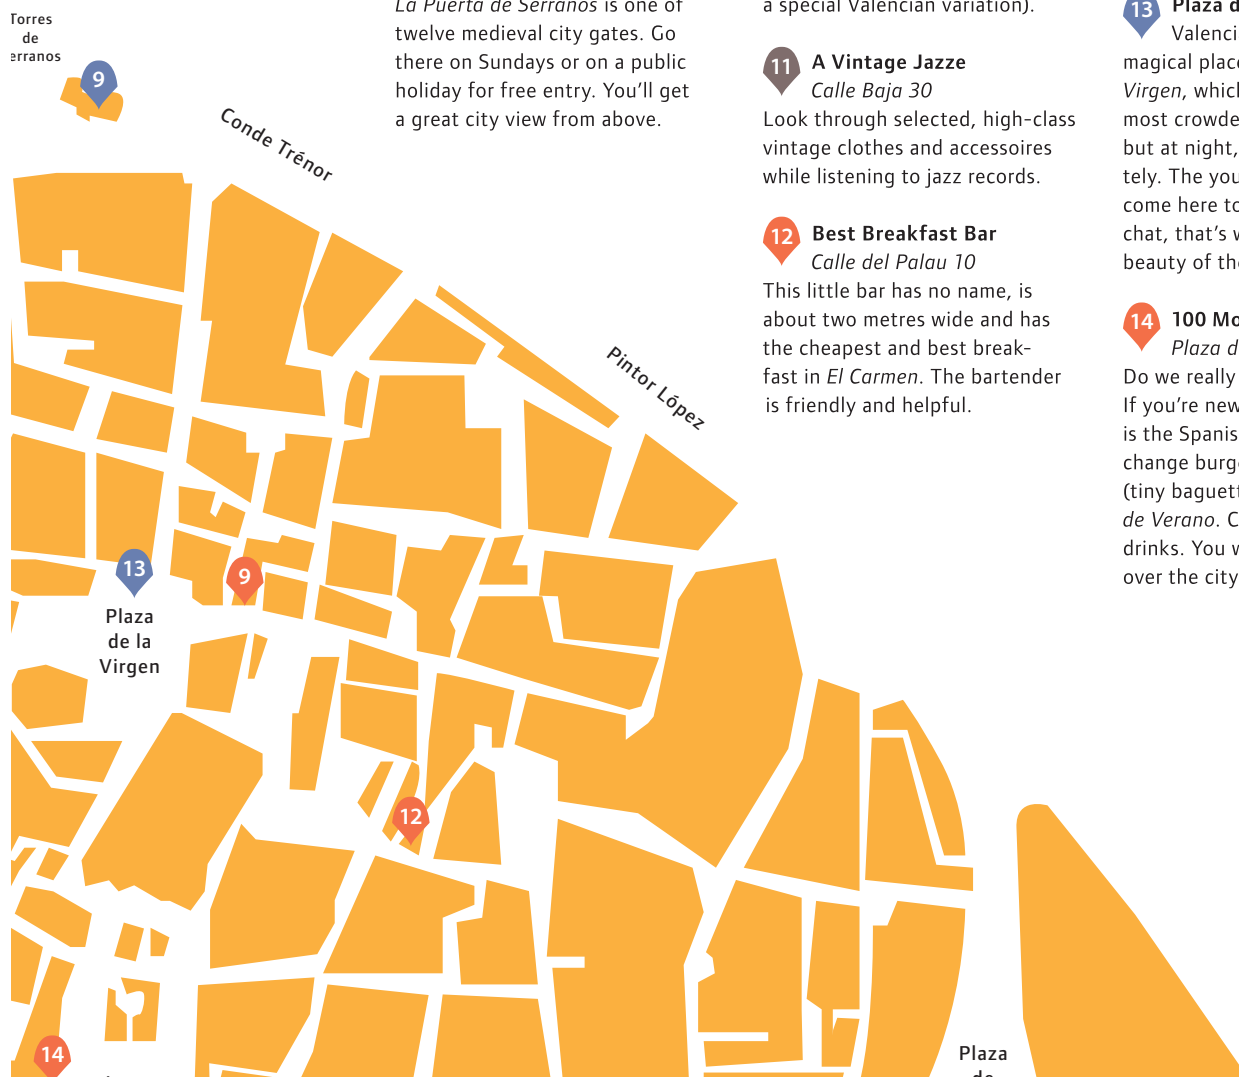 Torres
de
erranos
9
Conde Trénor
La Puerta de Serranos is one of
twelve medieval city gates. Go
there on Sundays or on a public
holiday for free entry. You'll get
a great city view from above.
a special Valencian variation).
11 A Vintage Jazze
Calle Baja 30
Look through selected, high-class
vintage clothes and accessoires
while listening to jazz records.
12 Best Breakfast Bar
Calle del Palau 10
This little bar has no name, is
about two metres wide and has
the cheapest and best break-
fast in El Carmen. The bartender
is friendly and helpful.
13 Plaza d
Valenci
magical place
Virgen, which
most crowde
but at night,
tely. The you
come here to
chat, that's w
beauty of the
14 100 Mo
Plaza d
Do we really
If you're new
is the Spanis
change burge
(tiny baguett
de Verano. C
drinks. You w
over the city
Pintor López
13
9
Plaza
de la
Virgen
12
14
Plaza
de